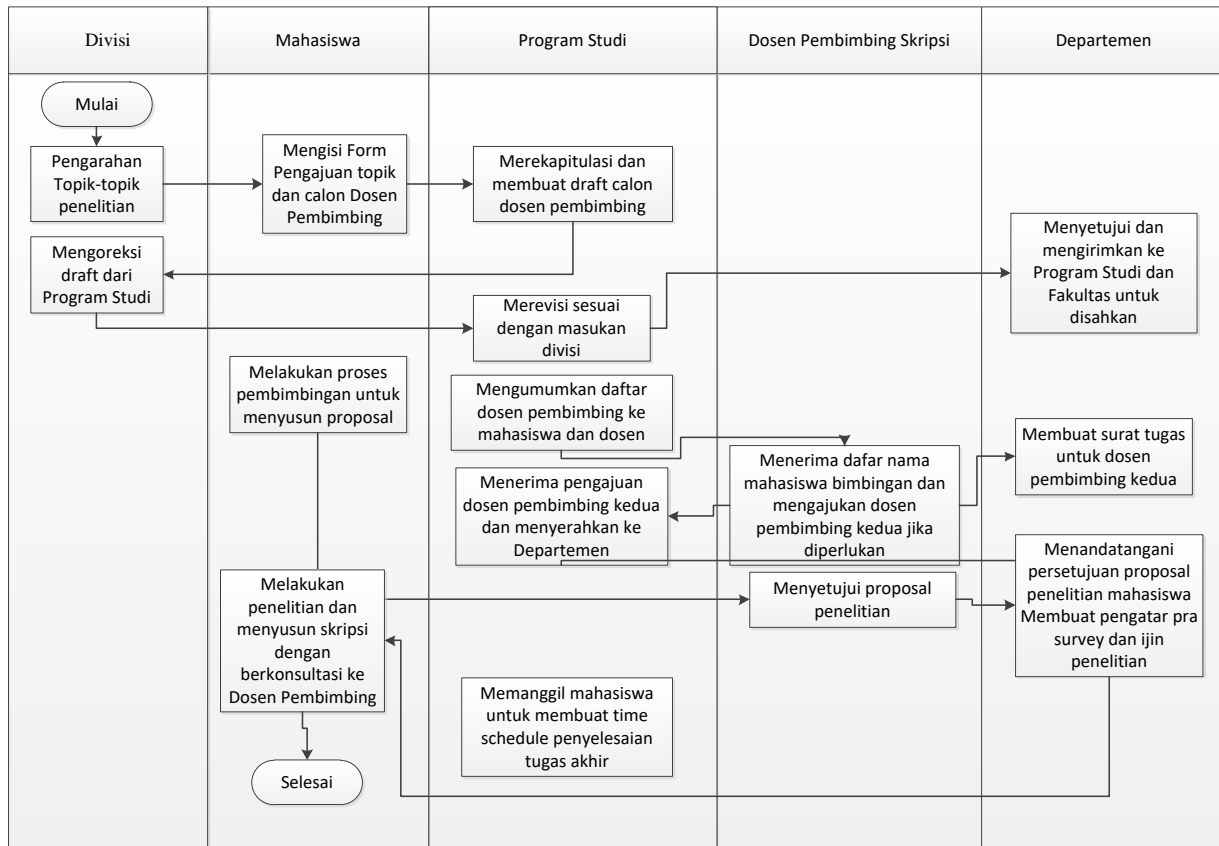 Divisi
Mahasiswa
Program Studi
Dosen Pembimbing Skripsi
Departemen
Mulai
Pengarahan
Topik-topik
penelitian
Mengisi Form
Pengajuan topik
dan calon Dosen
Pembimbing
Merekapitulasi dan
membuat draft calon
dosen pembimbing
Mengoreksi
draft dari
Program Studi
Merevisi sesuai
dengan masukan
divisi
Menyetujui dan
mengirimkan ke
Program Studi dan
Fakultas untuk
disahkan
Melakukan proses
pembimbingan untuk
menyusun proposal
Mengumumkan daftar
dosen pembimbing ke
mahasiswa dan dosen
Menerima dafar nama
mahasiswa bimbingan dan
mengajukan dosen
pembimbing kedua jika
diperlukan
Membuat surat tugas
untuk dosen
pembimbing kedua
Menerima pengajuan
dosen pembimbing kedua
dan menyerahkan ke
Departemen
Melakukan
penelitian dan
menyusun skripsi
dengan
berkonsultasi ke
Dosen Pembimbing
Menyetujui proposal
penelitian
Menandatangani
persetujuan proposal
penelitian mahasiswa
Membuat pengatar pra
survey dan ijin
penelitian
Memanggil mahasiswa
untuk membuat time
schedule penyelesaian
tugas akhir
Selesai